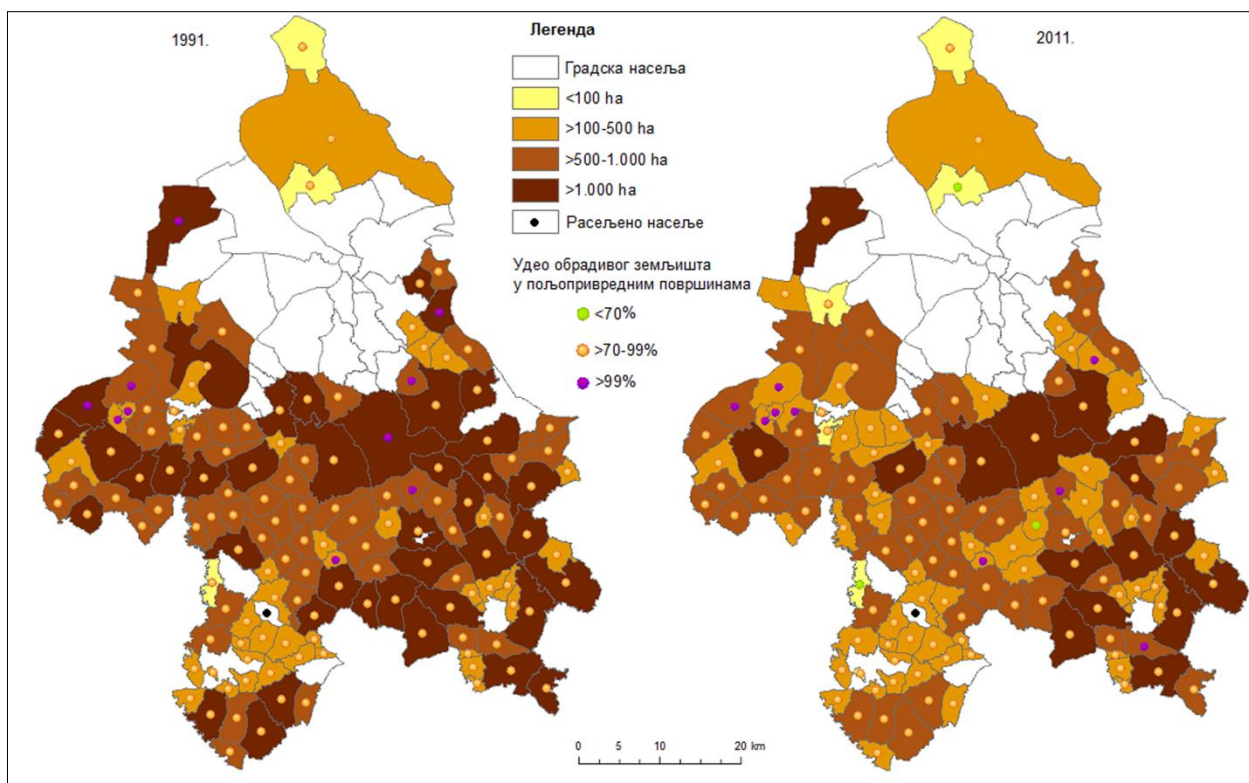 1991.
Легенда
2011.
Градска насеља
<100 ha
>100-500 ha
>500-1.000 ha
>1.000 ha
Расељено насеље
Удео обрадивог земљишта
у пољопривредним површинама
<70%
>70-99%
>99%
0 5 10 20 км